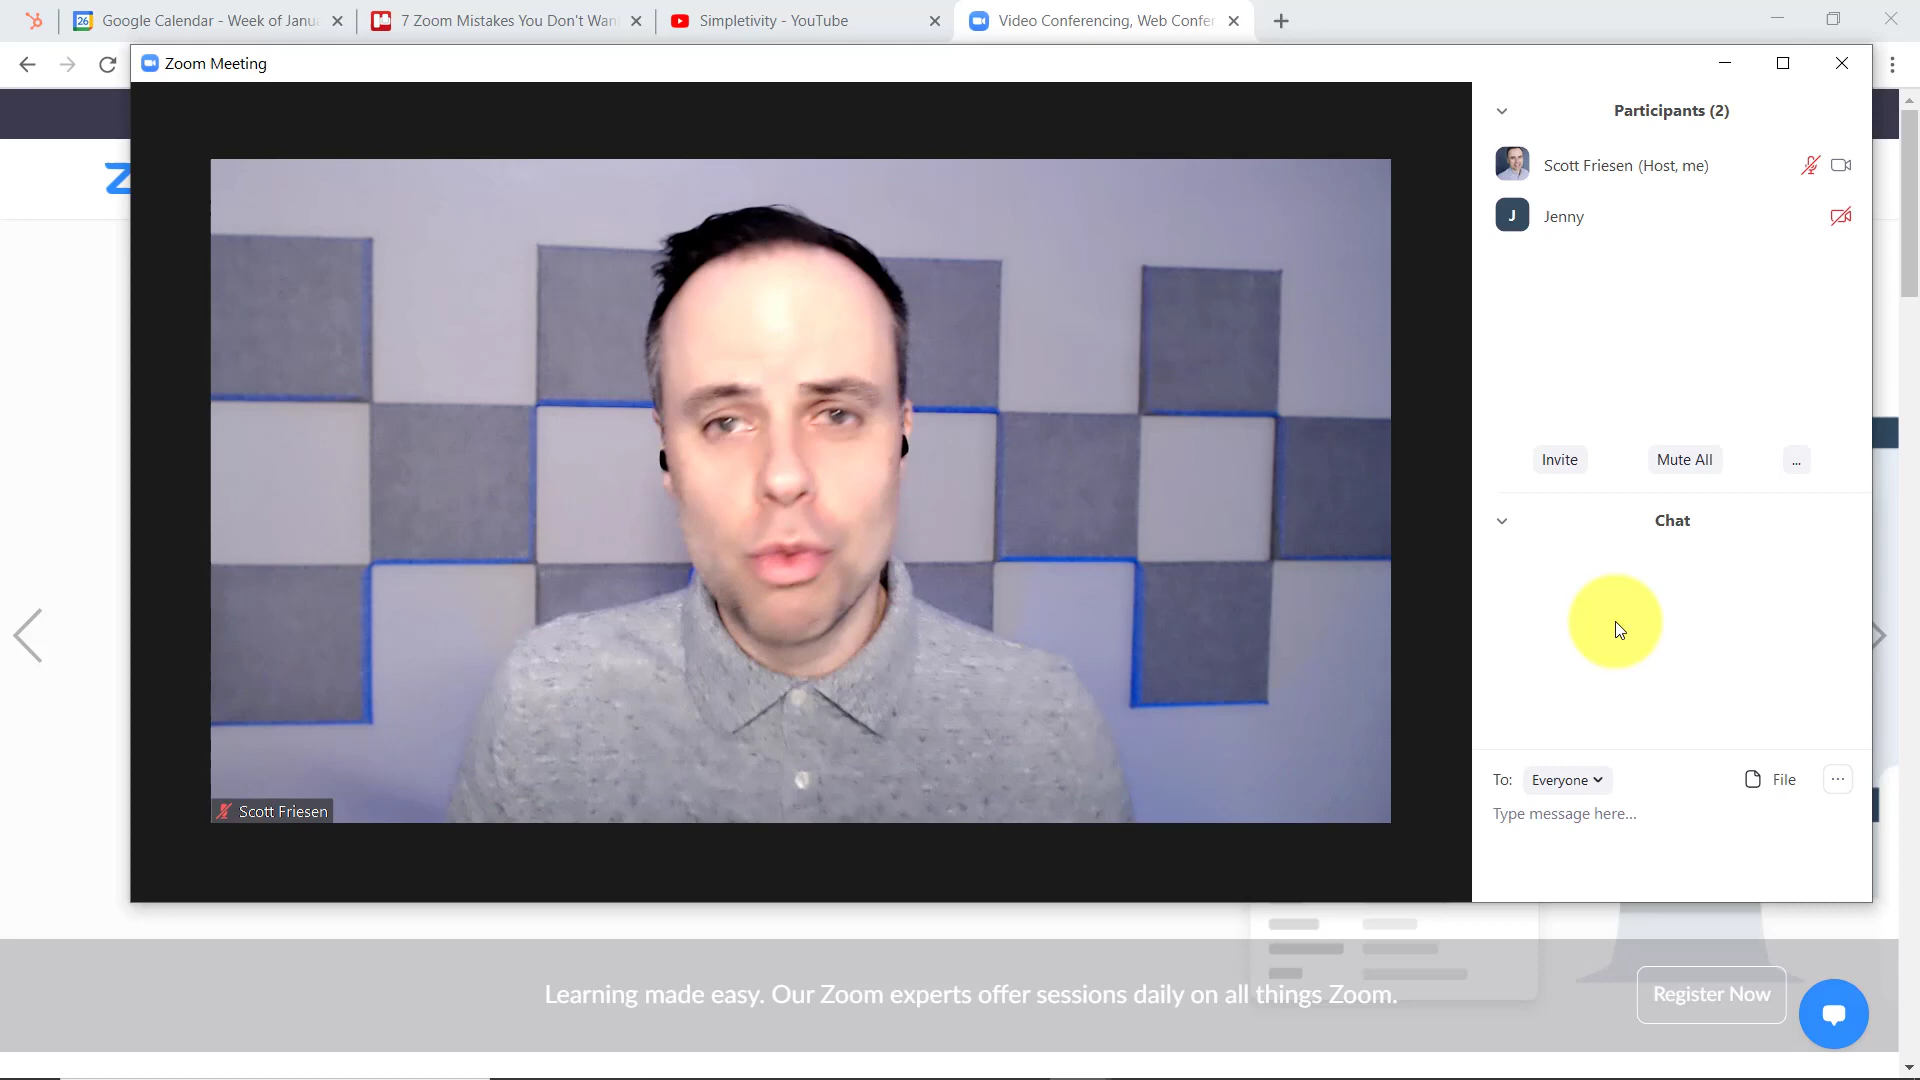 Google Calendar - Week of Janu
7 Zoom Mistakes You Don't Wan
Simpletivity - YouTube
Video Conferencing, Web Confer
Zoom Meeting
Participants (2)
Scott Friesen (Host, me)
J
Jenny
Invite
Mute All
...
Chat
To:
Everyone
File
Type message here...
Scott Friesen
Learning made easy. Our Zoom experts offer sessions daily on all things Zoom.
Register Now